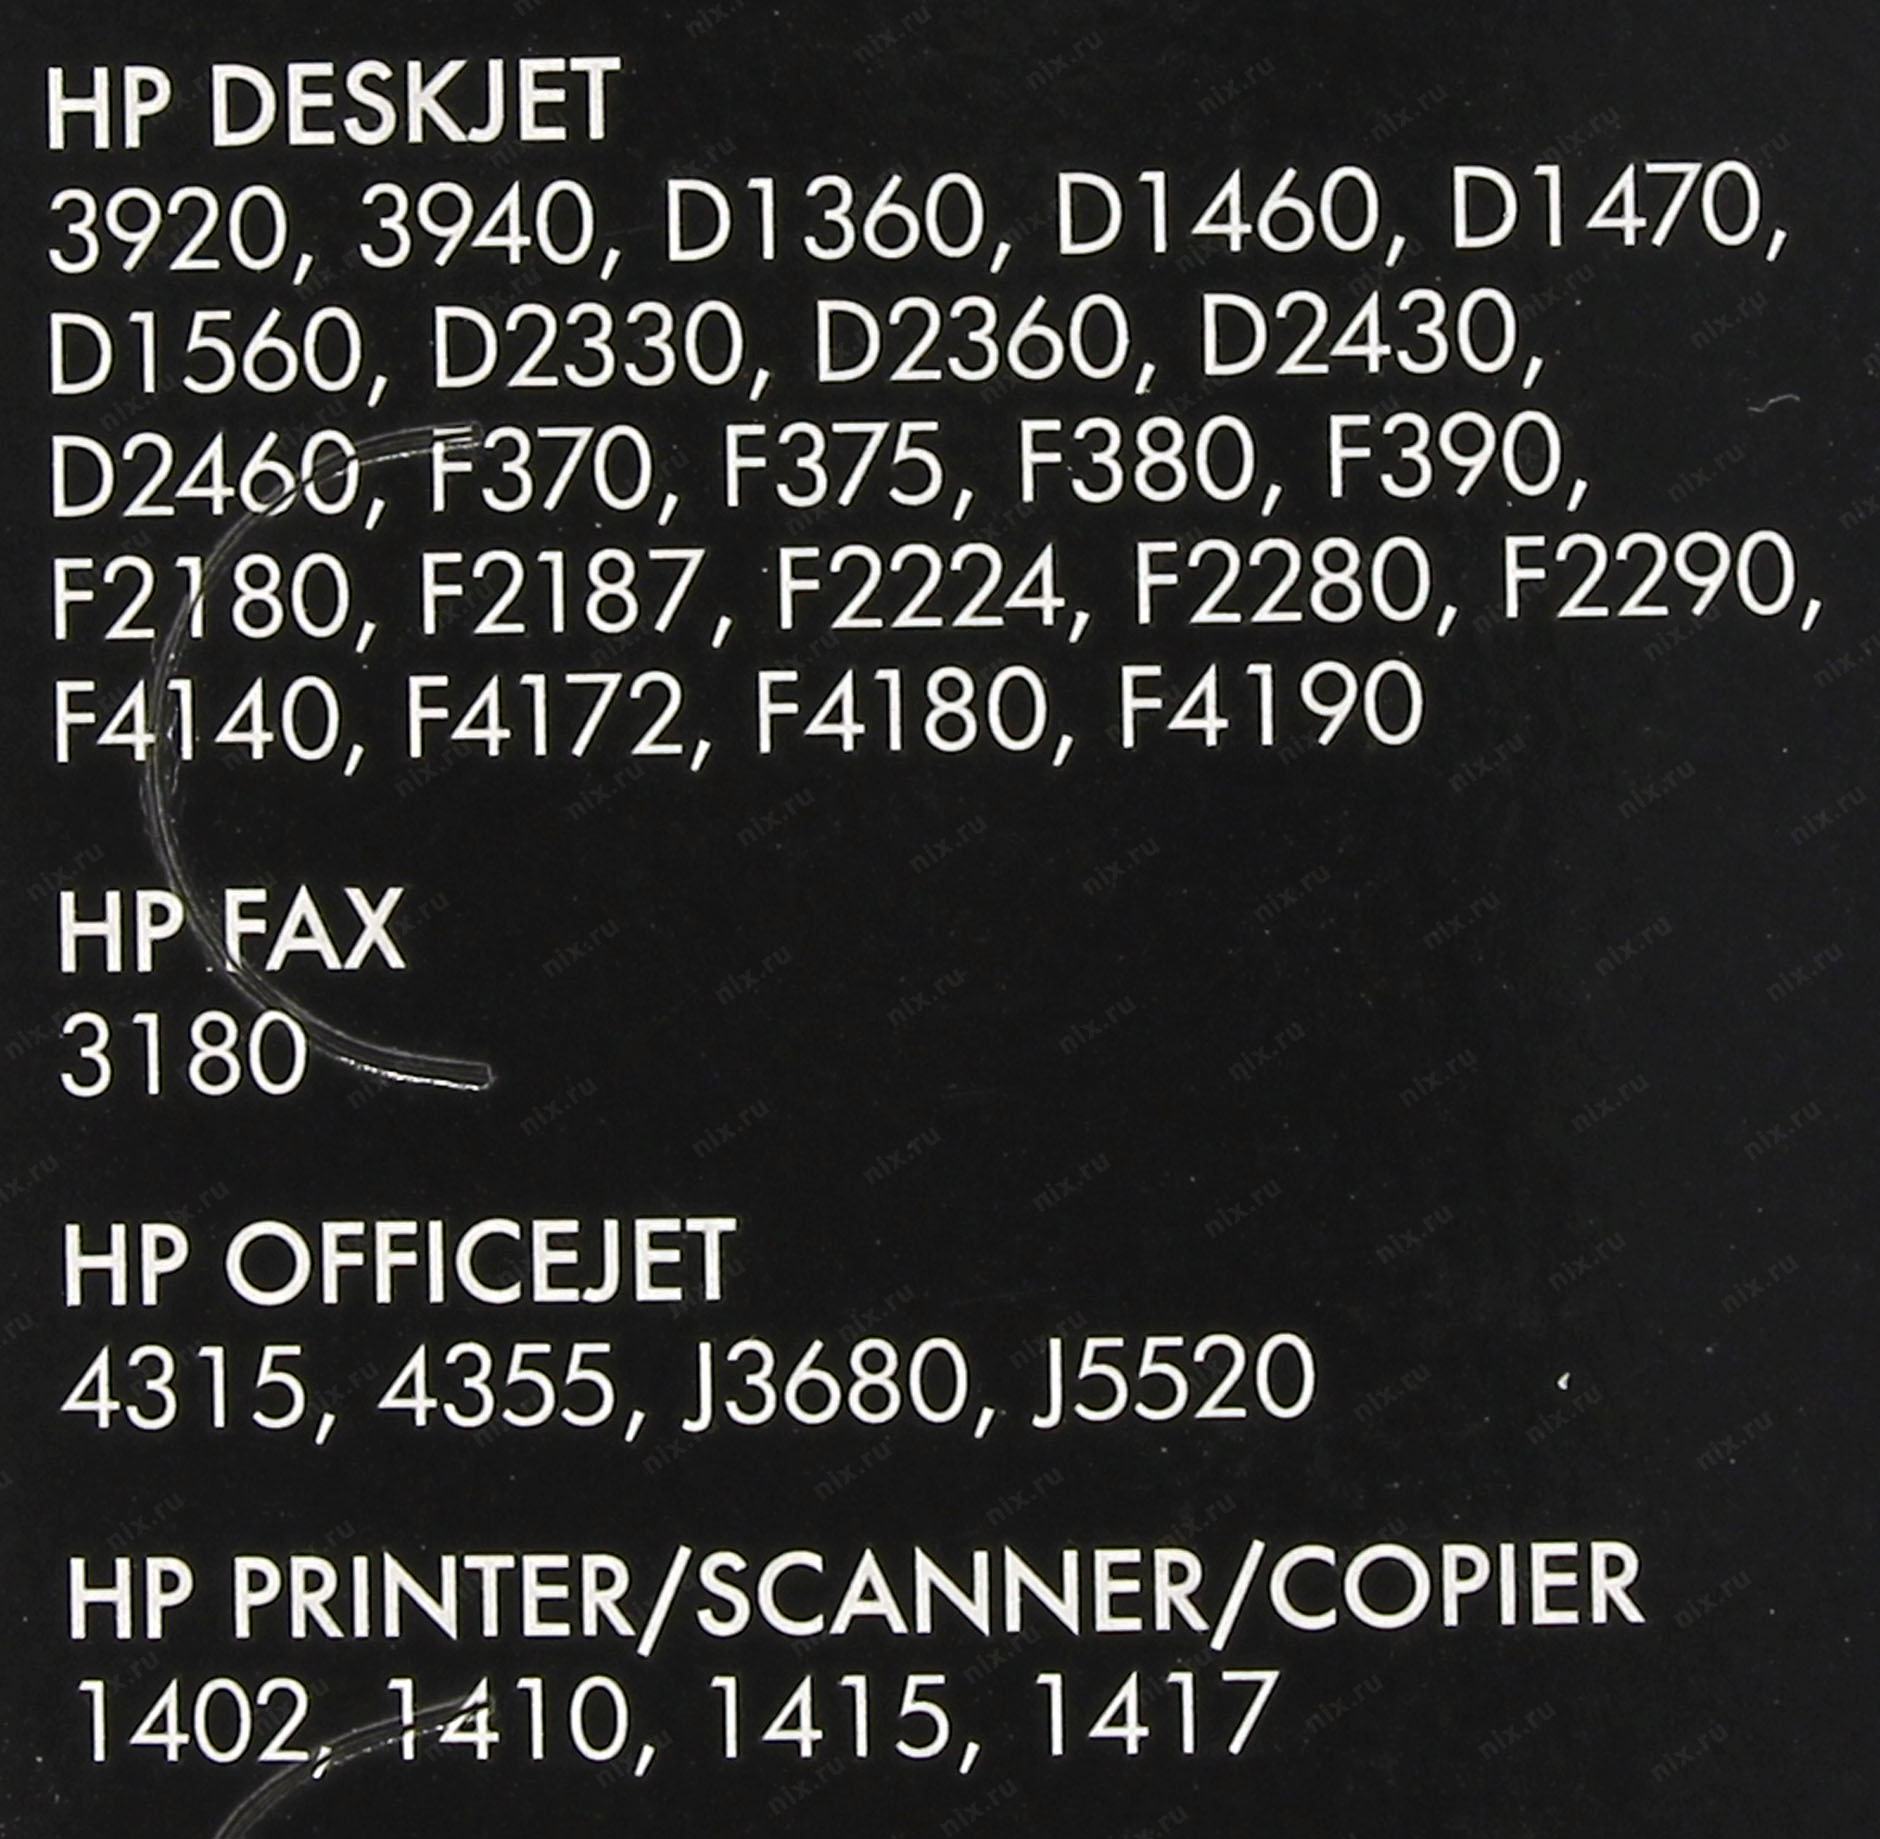 HP DESKJET
3920, 3940, D1360, D1460, D1470,
D1560, D2330, D2360, D2430,
D2460, F370, F375, F380, F390,
F2180, F2187, F2224, F2280, F2290,
F4140, F4172, F4180, F4190
HP FAX
3180
HP OFFICEJET
4315, 4355, J3680, J5520
HP PRINTER/SCANNER/COPIER
1402, 1410, 1415, 1417
nix.ru